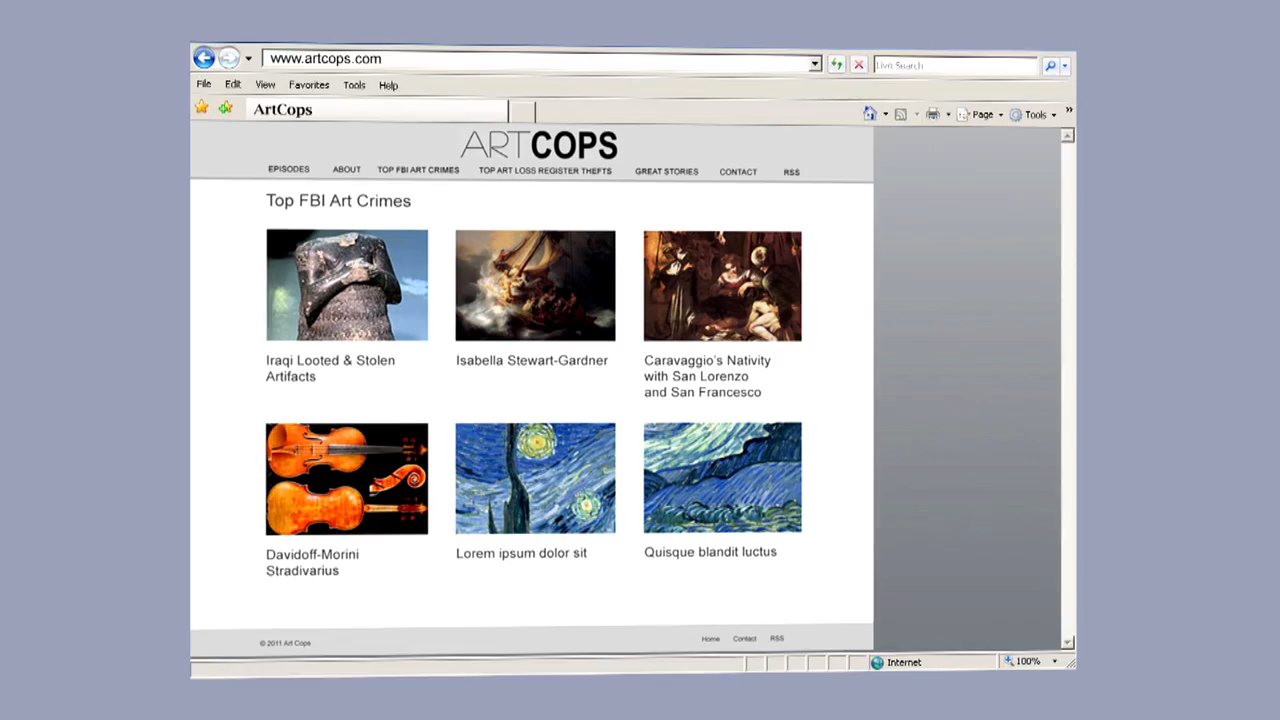 www.artcops.com
Live Search
File Edit View Favorites Tools Help
ArtCops
Page Tools »
ARTCOPS
EPISODES ABOUT TOP FBI ART CRIMES TOP ART LOSS REGISTER THEFTS GREAT STORIES CONTACT RSS
Top FBI Art Crimes
Iraqi Looted & Stolen
Artifacts
Isabella Stewart-Gardner
Caravaggio's Nativity
with San Lorenzo
and San Francesco
Davidoff-Morini
Stradivarius
Lorem ipsum dolor sit
Quisque blandit luctus
© 2011 Art Cops
Home Contact RSS
Internet
100%